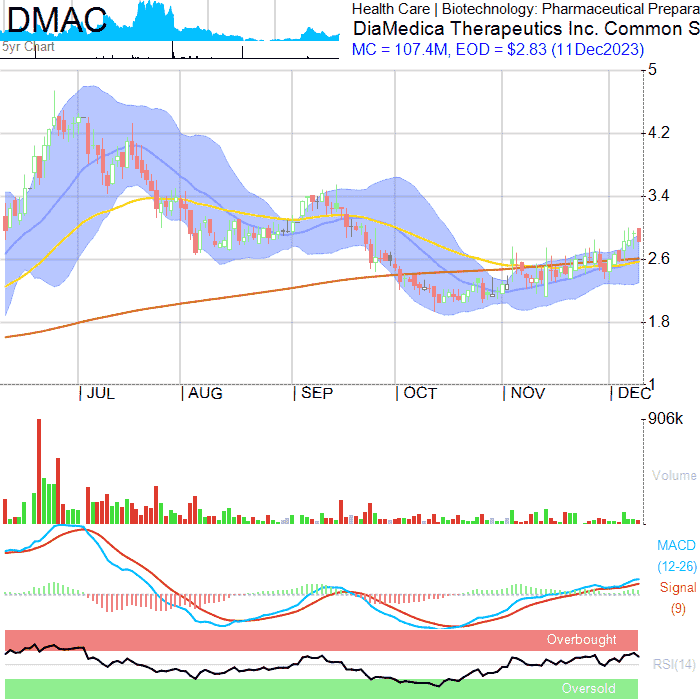 DMAC
5yr Chart
Health Care | Biotechnology: Pharmaceutical Prepara
DiaMedica Therapeutics Inc. Common S
MC = 107.4M, EOD = $2.83 (11Dec2023)
5
4.2
3.4
2.6
1.8
1
JUL
AUG
SEP
OCT
NOV
DEC
906k
Volume
MACD
(12-26)
Signal
(9)
Overbought
RSI(14)
Oversold